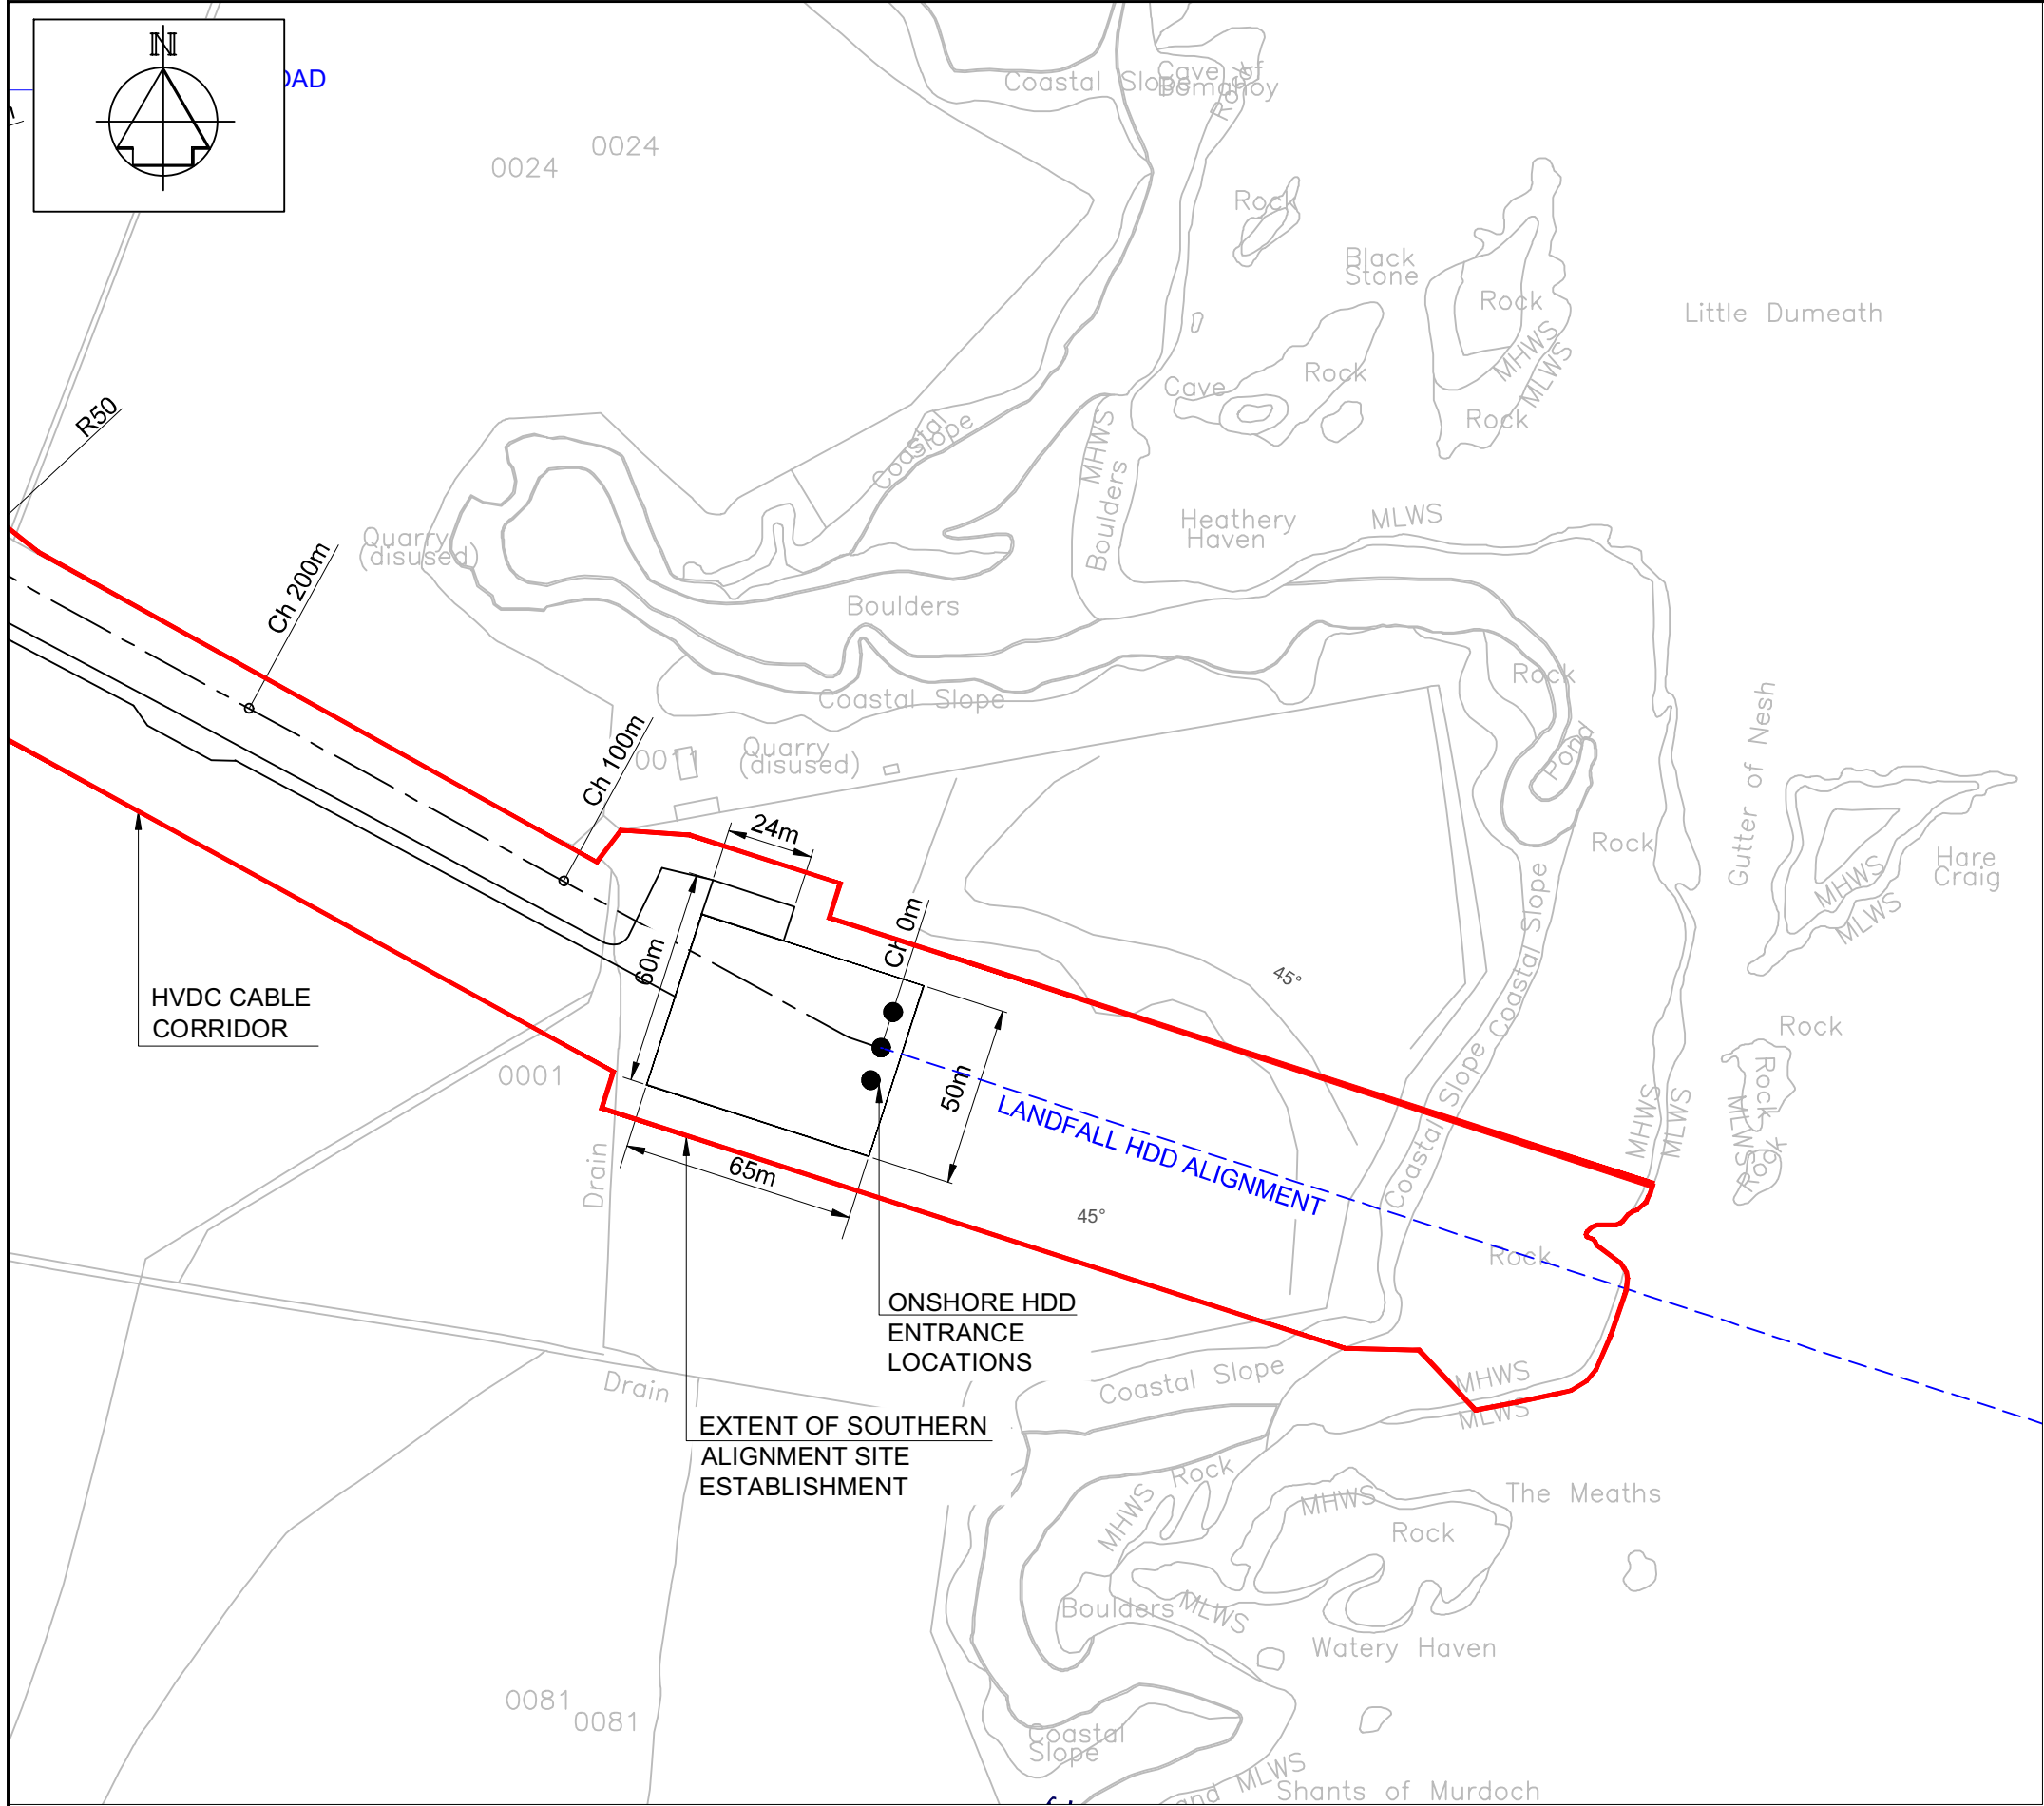 N
OAD
Coastal Slope
Cave of
Bomahoy
Rock
0024
0024
Rock
Black
Stone
Rock
Little Dumeath
MHWS
MLWS
Cave
Rock
Rock
R50
Coastal
Slope
MHWS
Boulders
Heathery
Haven
MLWS
Quarry
(disused)
Ch 200m
Boulders
Rock
Coastal Slope
Gutter of Nesh
Ch 100m
0011
Quarry
(disused)
Pond
Rock
24m
Hare
Craig
MHWS
MLWS
60m
Ch 0m
Coastal Slope
45°
HVDC CABLE
CORRIDOR
Rock
0001
50m
LANDFALL HDD ALIGNMENT
Coastal Slope
MHWS
MLWS
Rock
MLWS
Rock
Drain
65m
45°
Rock
ONSHORE HDD
ENTRANCE
LOCATIONS
Drain
Coastal Slope
MHWS
MLWS
EXTENT OF SOUTHERN
ALIGNMENT SITE
ESTABLISHMENT
Rock
MHWS
MHWS
The Meaths
Rock
Boulders
MLWS
Watery Haven
0081
0081
Coastal
Slope
and MLWS
Shants of Murdoch